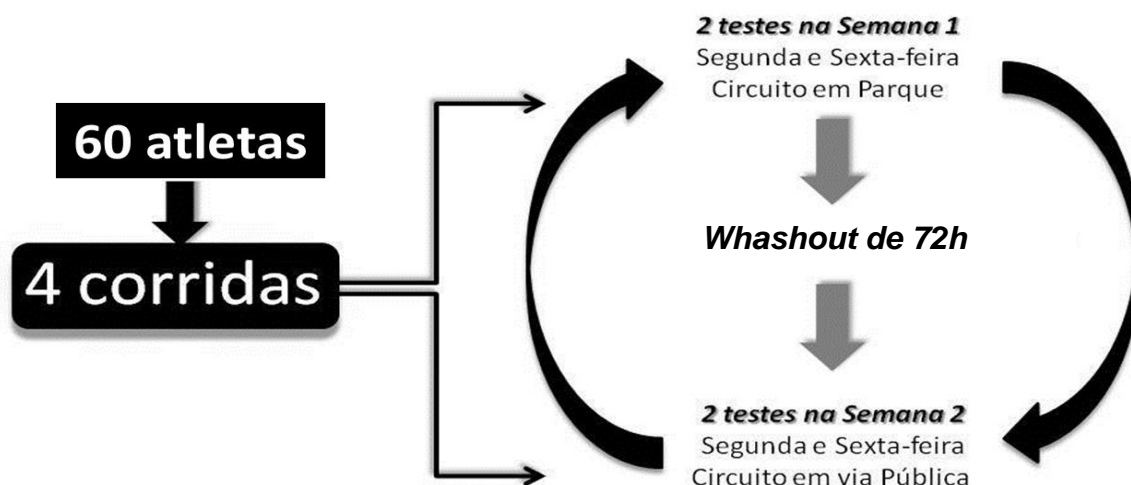 60 atletas
4 corridas
2 testes na Semana 1
Segunda e Sexta-feira
Circuito em Parque
Whashout de 72h
2 testes na Semana 2
Segunda e Sexta-feira
Circuito em via Pública